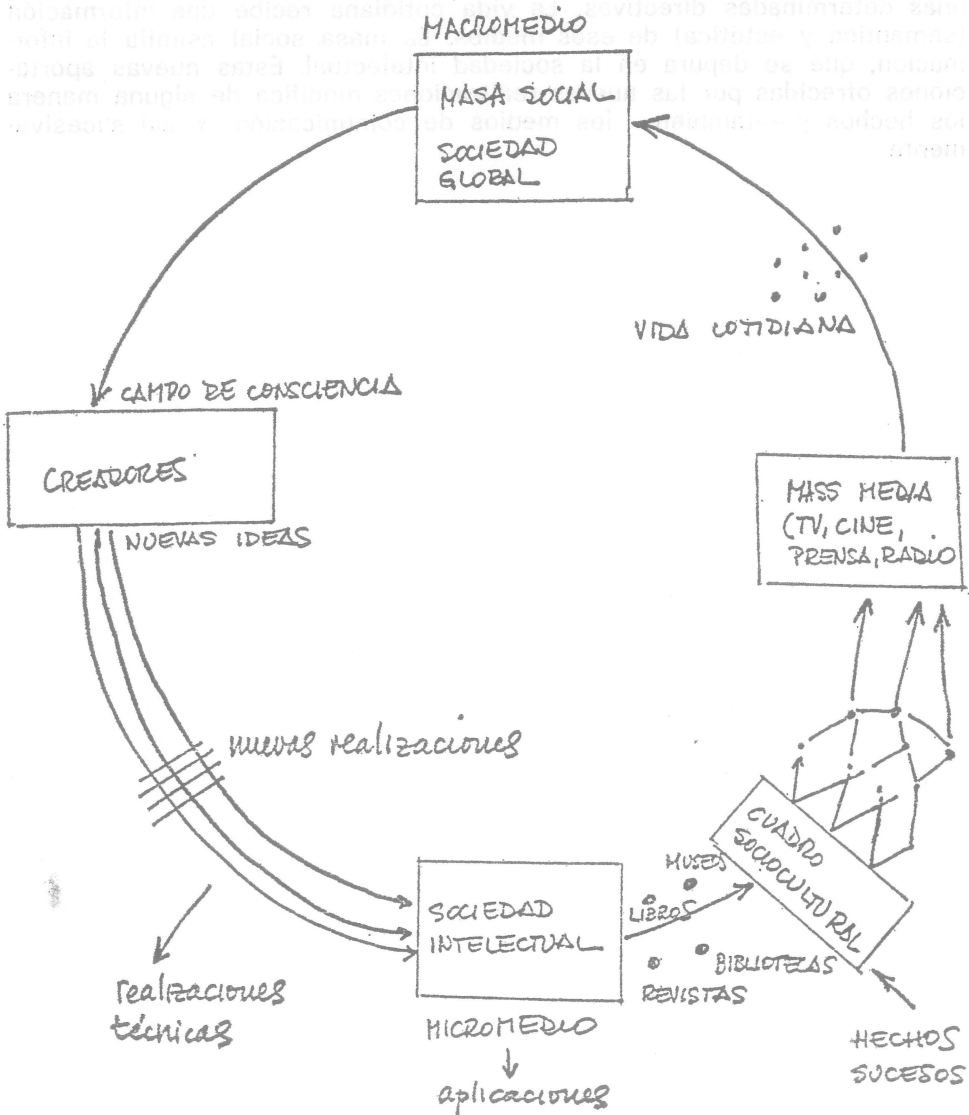 MACROMEDIO
MASA SOCIAL
SOCIEDAD
GLOBAL
VIDA COTIDIANA
CAMPO DE CONSCIENCIA
CREADORES
NUEVAS IDEAS
MASS MEDIA
(TV, CINE,
PRENSA, RADIO
nuevas realizaciones
CUADRO
SOCIOCULTURAL
MUSEOS
LIBROS
BIBLIOTECAS
REVISTAS
SOCIEDAD
INTELECTUAL
MICROMEDIO
aplicaciones
realizaciones
técnicas
HECHOS
SUCESOS